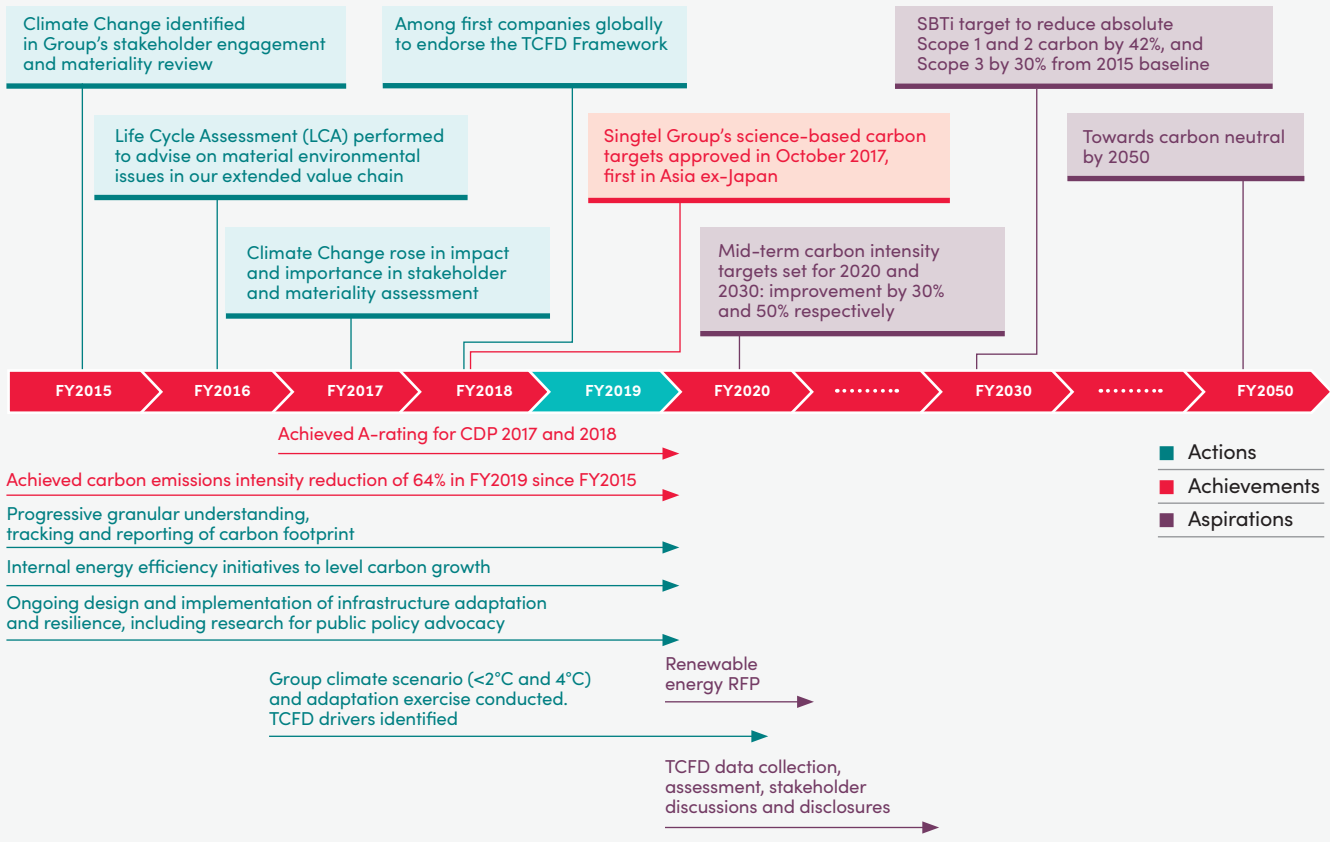 Climate Change identified
in Group's stakeholder engagement
and materiality review
Among first companies globally
to endorse the TCFD Framework
SBTi target to reduce absolute
Scope 1 and 2 carbon by 42%, and
Scope 3 by 30% from 2015 baseline
Life Cycle Assessment (LCA) performed
to advise on material environmental
issues in our extended value chain
Singtel Group's science-based carbon
targets approved in October 2017,
first in Asia ex-Japan
Towards carbon neutral
by 2050
Climate Change rose in impact
and importance in stakeholder
and materiality assessment
Mid-term carbon intensity
targets set for 2020 and
2030: improvement by 30%
and 50% respectively
FY2015
FY2016
FY2017
FY2018
FY2019
FY2020
.........
FY2030
.........
FY2050
Achieved A-rating for CDP 2017 and 2018
Achieved carbon emissions intensity reduction of 64% in FY2019 since FY2015
Progressive granular understanding,
tracking and reporting of carbon footprint
Internal energy efficiency initiatives to level carbon growth
Ongoing design and implementation of infrastructure adaptation
and resilience, including research for public policy advocacy
Renewable
energy RFP
Group climate scenario (<2°C and 4°C)
and adaptation exercise conducted.
TCFD drivers identified
TCFD data collection,
assessment, stakeholder
discussions and disclosures
Actions
Achievements
Aspirations